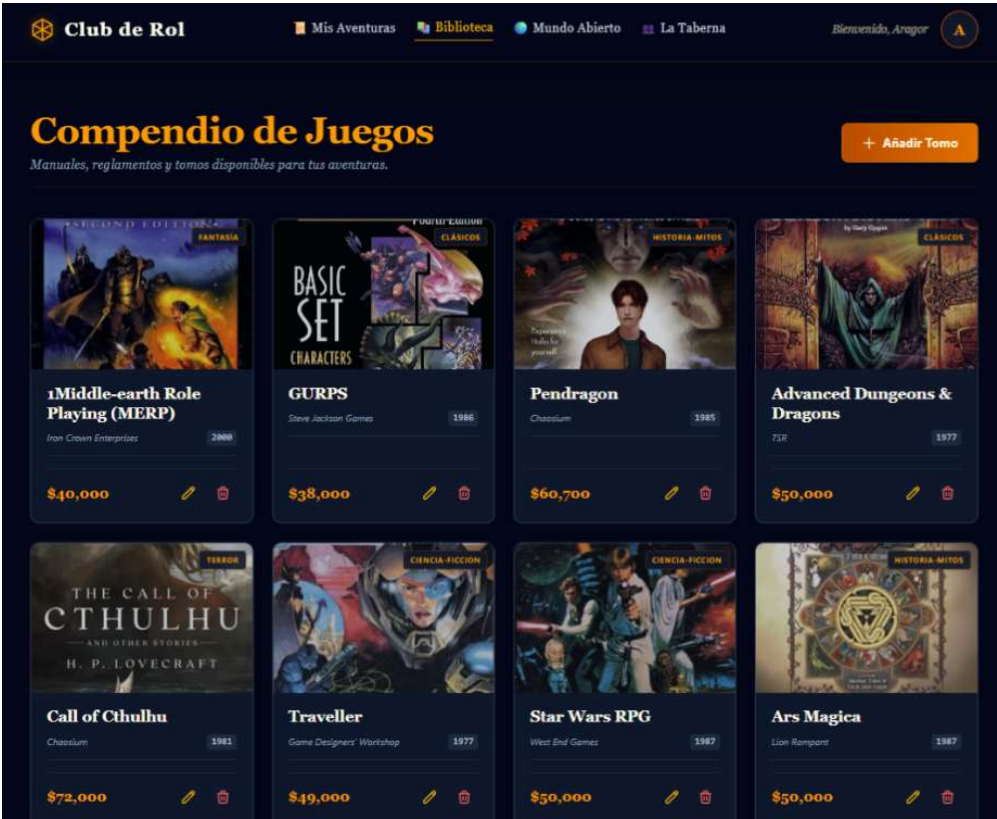 Club de Rol
Mis Aventuras
Biblioteca
Mundo Abierto
La Taberna
Bienvenido, Aragor
A
Compendio de Juegos
Manuales, reglamentos y tomos disponibles para tus aventuras.
+ Añadir Tomo
SECOND EDITION
FANTASÍA
1Middle-earth Role
Playing (MERP)
Iron Crown Enterprises
2000
$40,000
Fourth Edition
CLÁSICOS
BASIC
SET
CHARACTERS
GURPS
Steve Jackson Games
1986
$38,000
HISTORIA-MITOS
Experience
Hallo for
yourself
Pendragon
Chaosium
1985
$60,700
by Gary Gygax
CLÁSICOS
Advanced Dungeons &
Dragons
TSR
1977
$50,000
TERROR
THE CALL OF
CTHULHU
AND OTHER STORIES
H. P. LOVECRAFT
Call of Cthulhu
Chaosium
1981
$72,000
CIENCIA-FICCION
Traveller
Game Designers' Workshop
1977
$49,000
CIENCIA-FICCION
Star Wars RPG
West End Games
1987
$50,000
HISTORIA-MITOS
Ars Magica
Lion Rampant
1987
$50,000